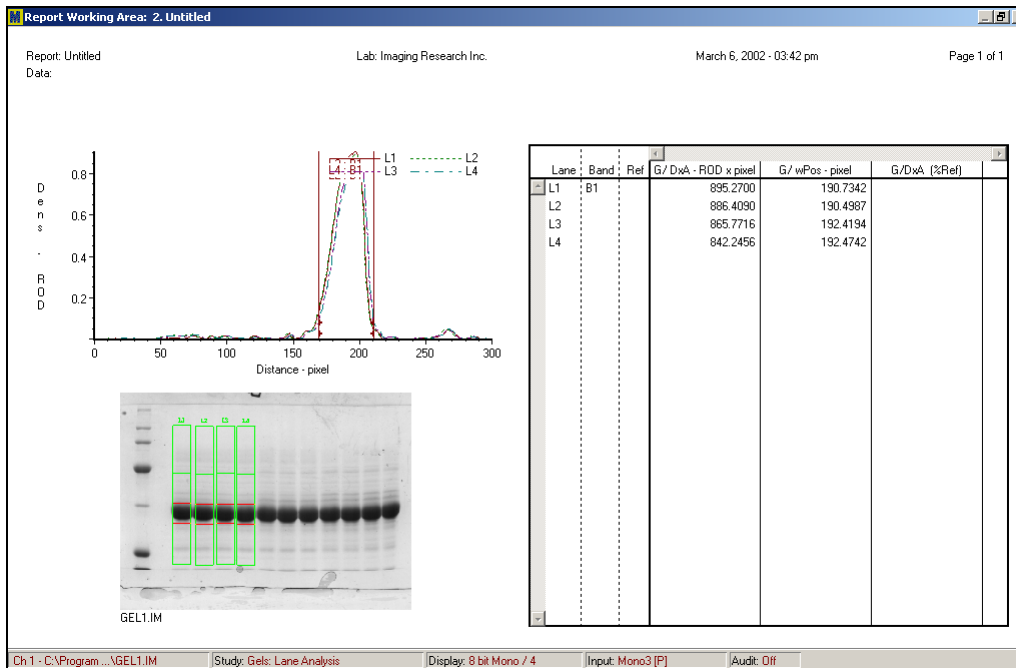 Report Working Area: 2. Untitled
Report: Untitled Lab: Imaging Research Inc. March 6, 2002 - 03:42 pm Page 1 of 1
Data:
Dens. ROD
0.8
0.6
0.4
0.2
L4 B1
L1 L2
L3 L4
0 50 100 150 200 250 300
Distance - pixel
Lane Band Ref G/ DxA - ROD x pixel G/ wPos - pixel G/DxA (%Ref)
L1 B1 895.2700 190.7342
L2 886.4090 190.4987
L3 865.7716 192.4194
L4 842.2456 192.4742
L2
GEL1.IM
Ch 1 - C:\Program ...\GEL1.IM Study: Gels: Lane Analysis Display: 8 bit Mono / 4 Input: Mono3 [P] Audit: Off